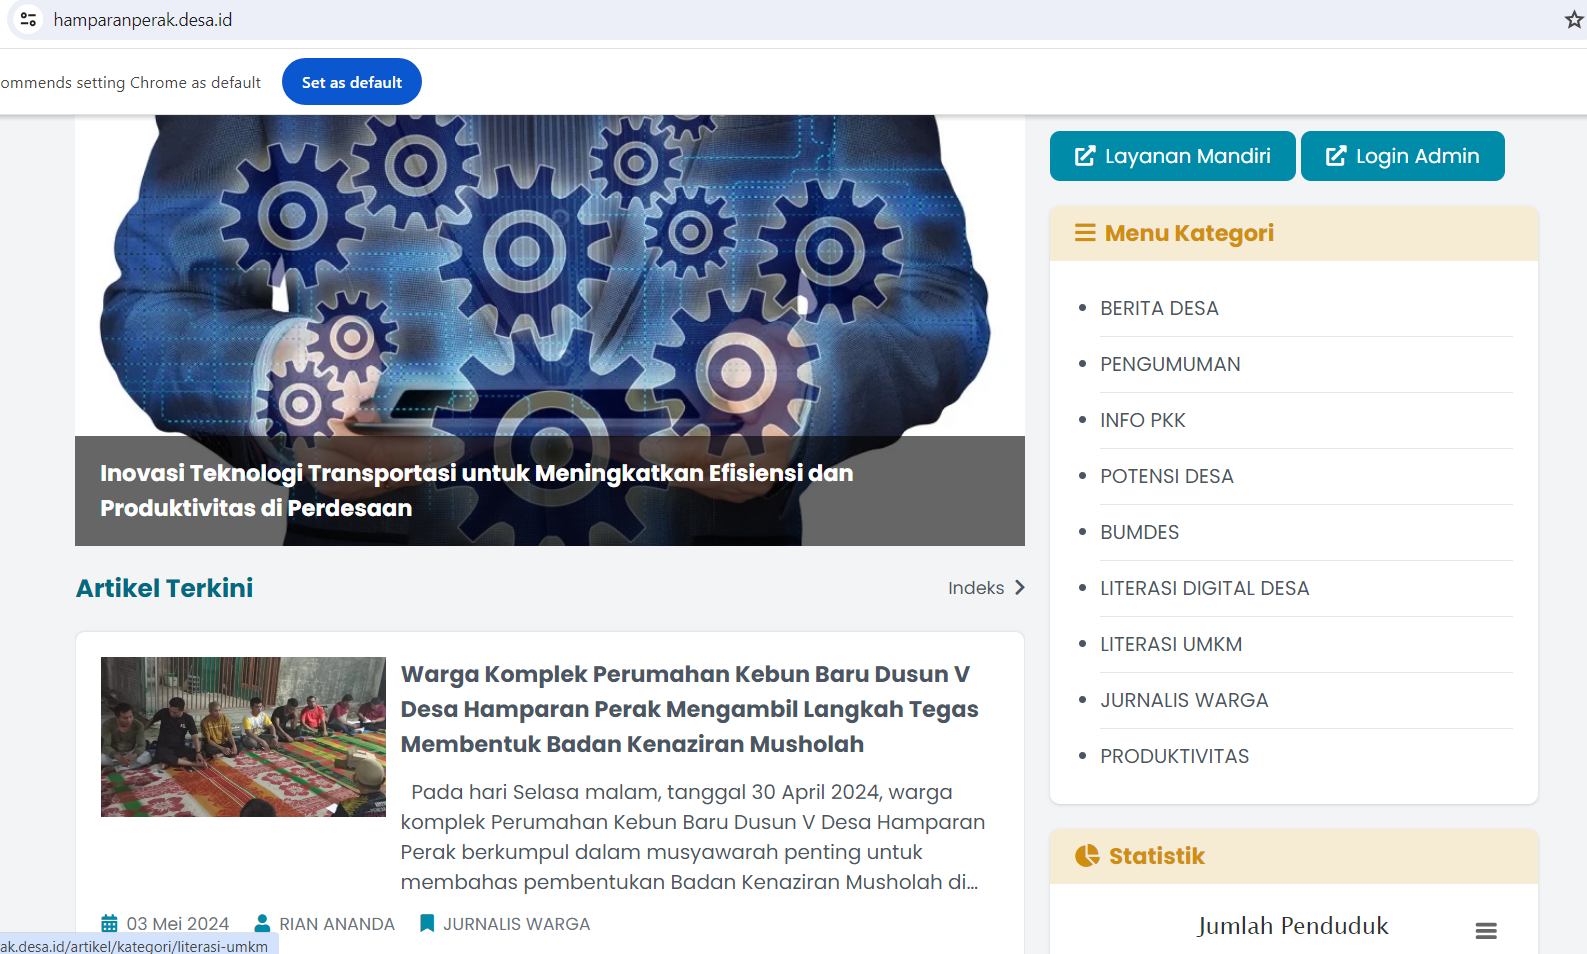 hamparanperak.desa.id
ommends setting Chrome as default
Set as default
Inovasi Teknologi Transportasi untuk Meningkatkan Efisiensi dan
Produktivitas di Perdesaan
Artikel Terkini
Indeks
Warga Komplek Perumahan Kebun Baru Dusun V
Desa Hamparan Perak Mengambil Langkah Tegas
Membentuk Badan Kenaziran Musholah
Pada hari Selasa malam, tanggal 30 April 2024, warga
komplek Perumahan Kebun Baru Dusun V Desa Hamparan
Perak berkumpul dalam musyawarah penting untuk
membahas pembentukan Badan Kenaziran Musholah di...
03 Mei 2024 RIAN ANANDA JURNALIS WARGA
ak.desa.id/artikel/kategori/literasi-umkm
Layanan Mandiri
Login Admin
Menu Kategori
BERITA DESA
PENGUMUMAN
INFO PKK
POTENSI DESA
BUMDES
LITERASI DIGITAL DESA
LITERASI UMKM
JURNALIS WARGA
PRODUKTIVITAS
Statistik
Jumlah Penduduk